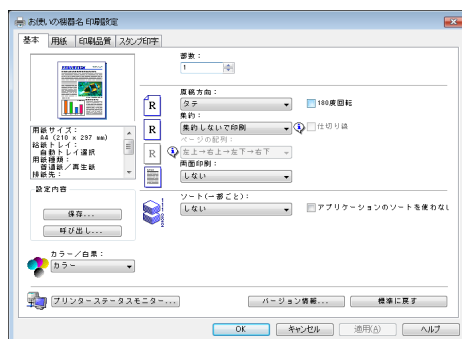 お使いの機器名 印刷設定
基本 用紙 印刷品質 スタンプ印字
部数:
1
原稿方向:
タテ
180度回転
集約:
集約しないで印刷
仕切り線
ページの配列:
左上→右上→左下→右下
両面印刷:
しない
用紙サイズ:
A4 (210 x 297 mm)
給紙トレイ:
自動トレイ選択
用紙種類:
普通紙/再生紙
排紙先:
設定内容
保存...
呼び出し...
ソート(一部ごと):
しない
アプリケーションのソートを使わな
カラー/白黒:
カラー
プリンターステータスモニター...
バージョン情報...
標準に戻す
OK
キャンセル
適用(A)
ヘルプ